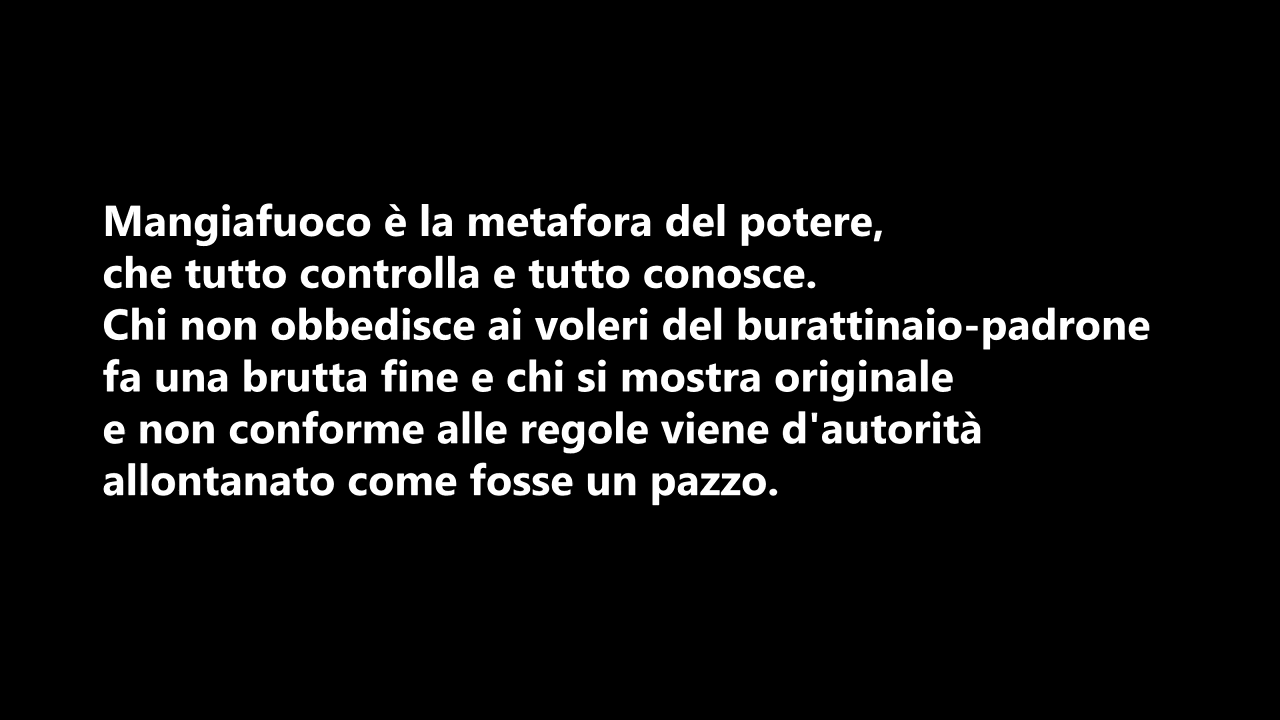 Mangiafuoco è la metafora del potere,
che tutto controlla e tutto conosce.
Chi non obbedisce ai voleri del burattinaio-padrone
fa una brutta fine e chi si mostra originale
e non conforme alle regole viene d'autorità
allontanato come fosse un pazzo.